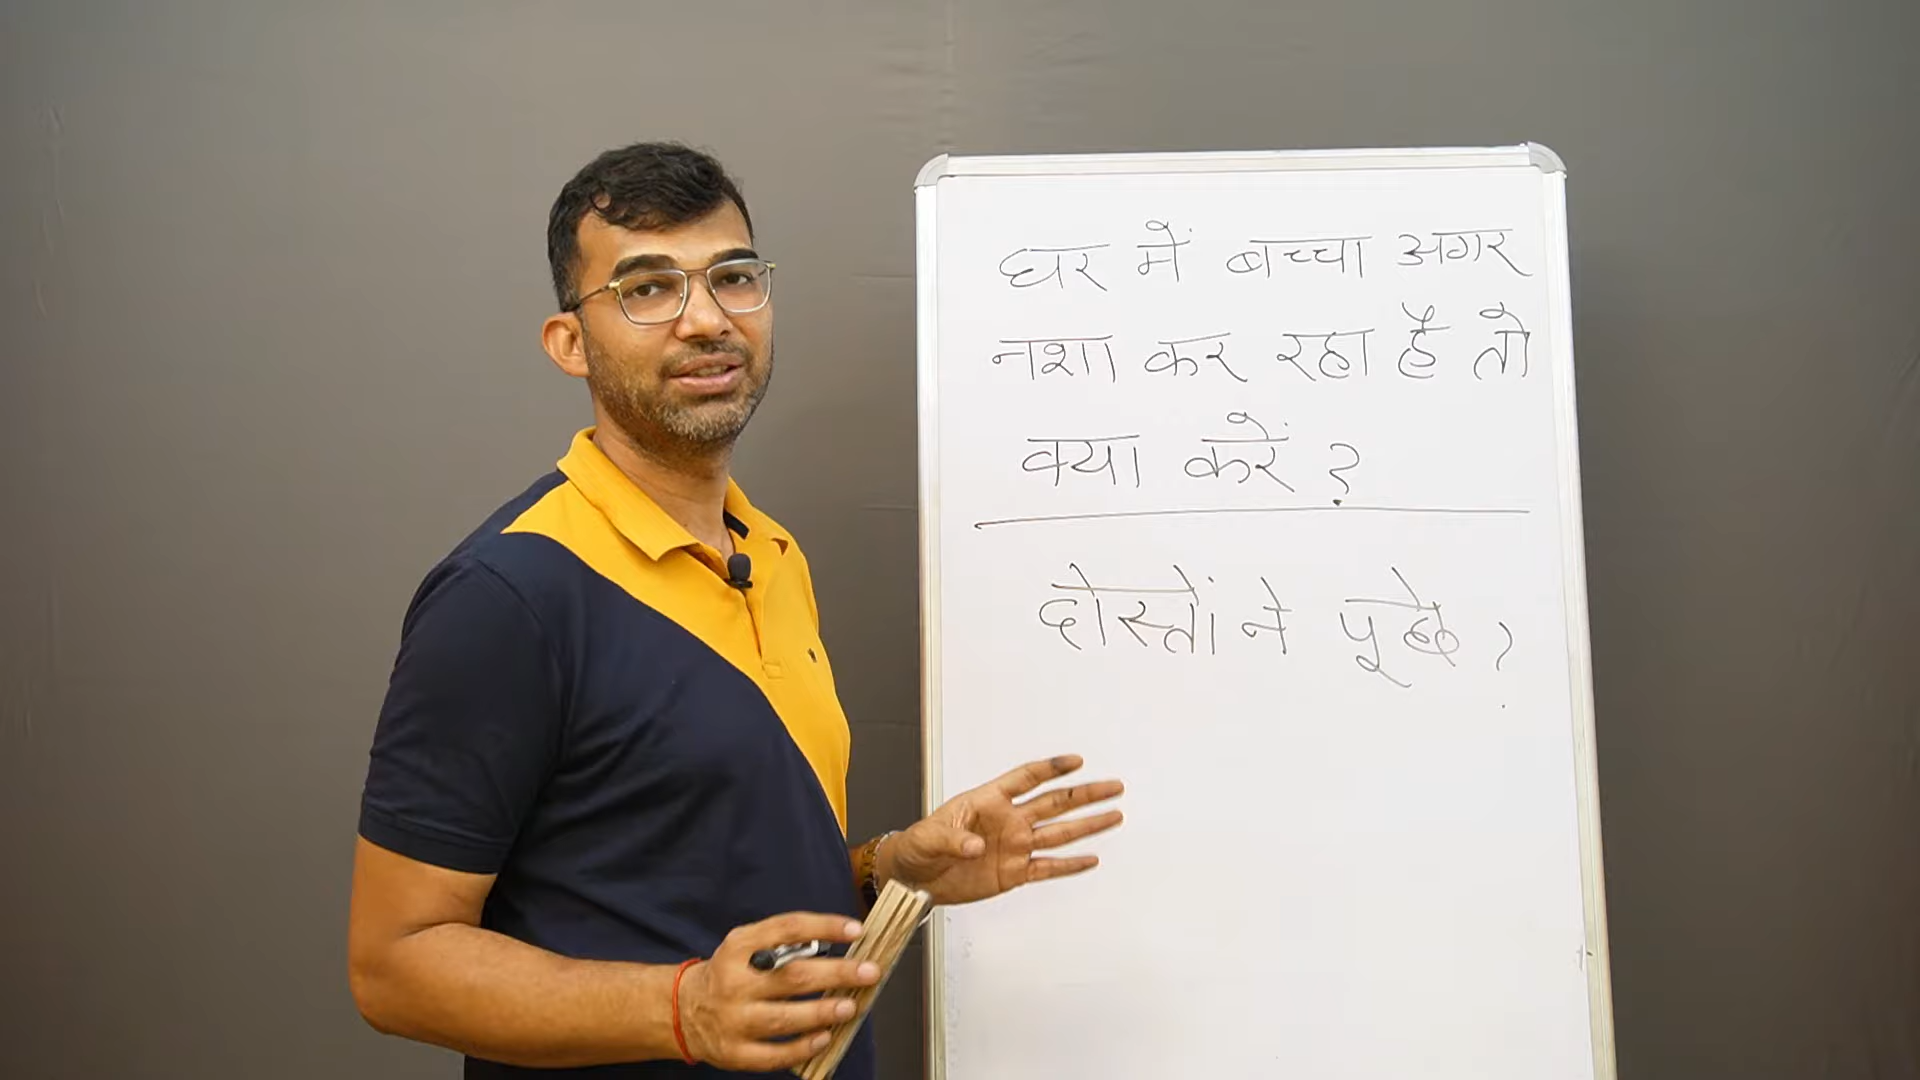 घर में बच्चा अगर
नशा कर रहा है तो
क्या करें ?
दोस्तों ने पूछे ?